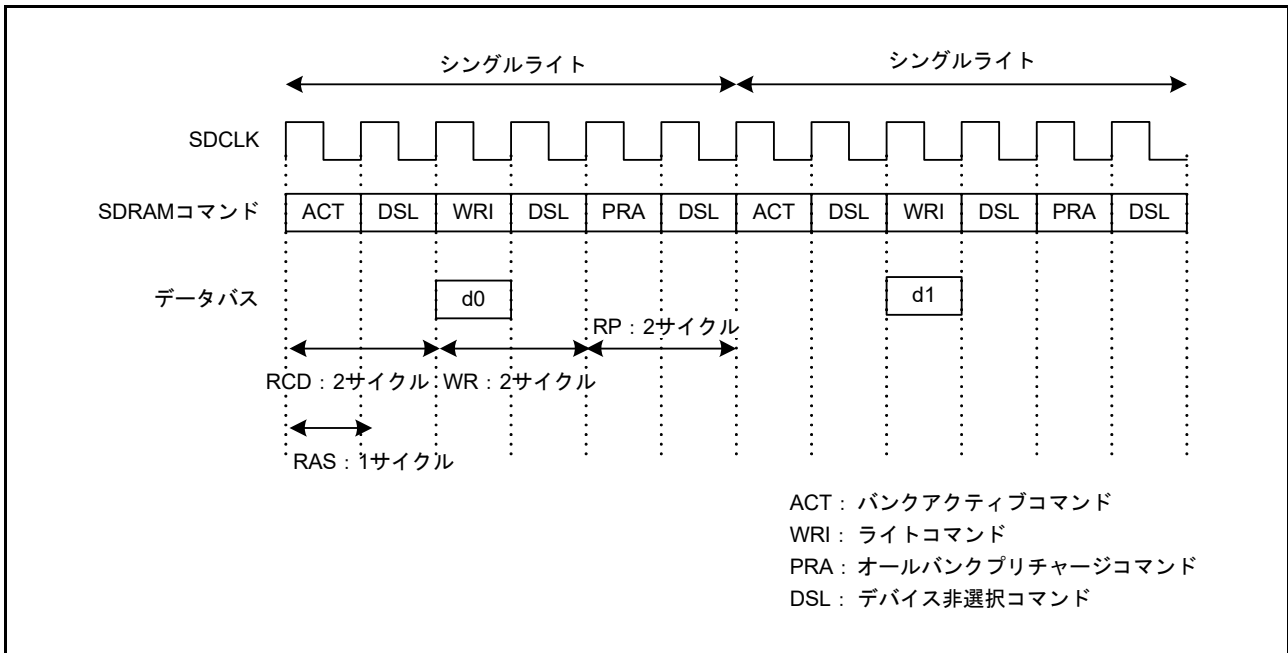 シングルライト シングルライト
SDCLK
SDRAMコマンド ACT DSL WRI DSL PRA DSL ACT DSL WRI DSL PRA DSL
データバス d0 d1
RP：2サイクル
RCD：2サイクル WR：2サイクル
RAS：1サイクル
ACT： バンクアクティブコマンド
WRI： ライトコマンド
PRA： オールバンクプリチャージコマンド
DSL： デバイス非選択コマンド